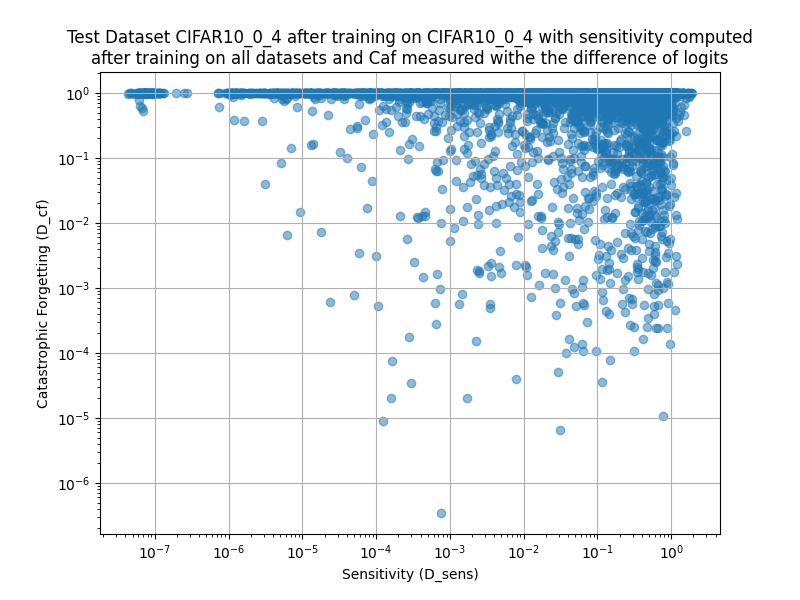 Test Dataset CIFAR10_0_4 after training on CIFAR10_0_4 with sensitivity computed
after training on all datasets and Caf measured withe the difference of logits
Catastrophic Forgetting (D_cf)
10⁰
10⁻¹
10⁻²
10⁻³
10⁻⁴
10⁻⁵
10⁻⁶
10⁻⁷ 10⁻⁶ 10⁻⁵ 10⁻⁴ 10⁻³ 10⁻² 10⁻¹ 10⁰
Sensitivity (D_sens)